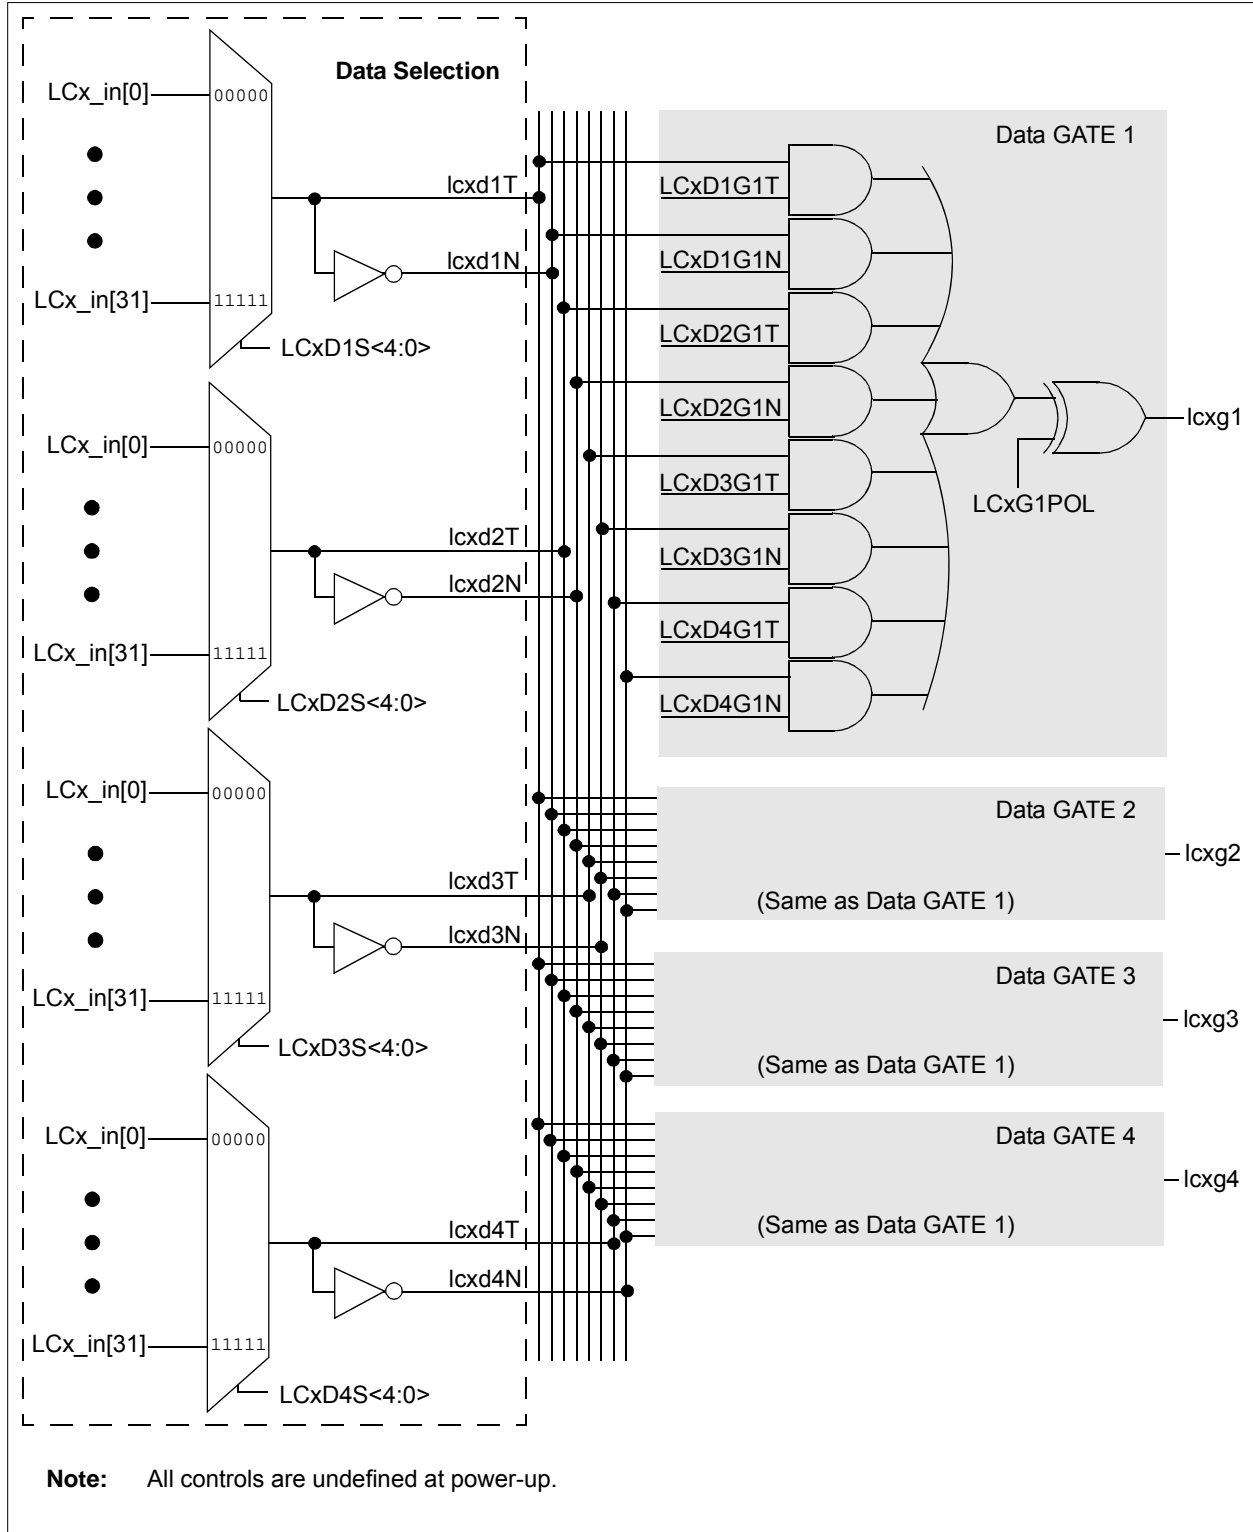 Data Selection
LCx_in[0]
00000
LCx_in[31]
11111
LCxD1S<4:0>
lcxd1T
lcxd1N
LCx_in[0]
00000
LCx_in[31]
11111
LCxD2S<4:0>
lcxd2T
lcxd2N
LCx_in[0]
00000
LCx_in[31]
11111
LCxD3S<4:0>
lcxd3T
lcxd3N
LCx_in[0]
00000
LCx_in[31]
11111
LCxD4S<4:0>
lcxd4T
lcxd4N
Data GATE 1
LCxD1G1T
LCxD1G1N
LCxD2G1T
LCxD2G1N
LCxD3G1T
LCxD3G1N
LCxD4G1T
LCxD4G1N
LCxG1POL
lcxg1
Data GATE 2
(Same as Data GATE 1)
lcxg2
Data GATE 3
(Same as Data GATE 1)
lcxg3
Data GATE 4
(Same as Data GATE 1)
lcxg4
Note: All controls are undefined at power-up.